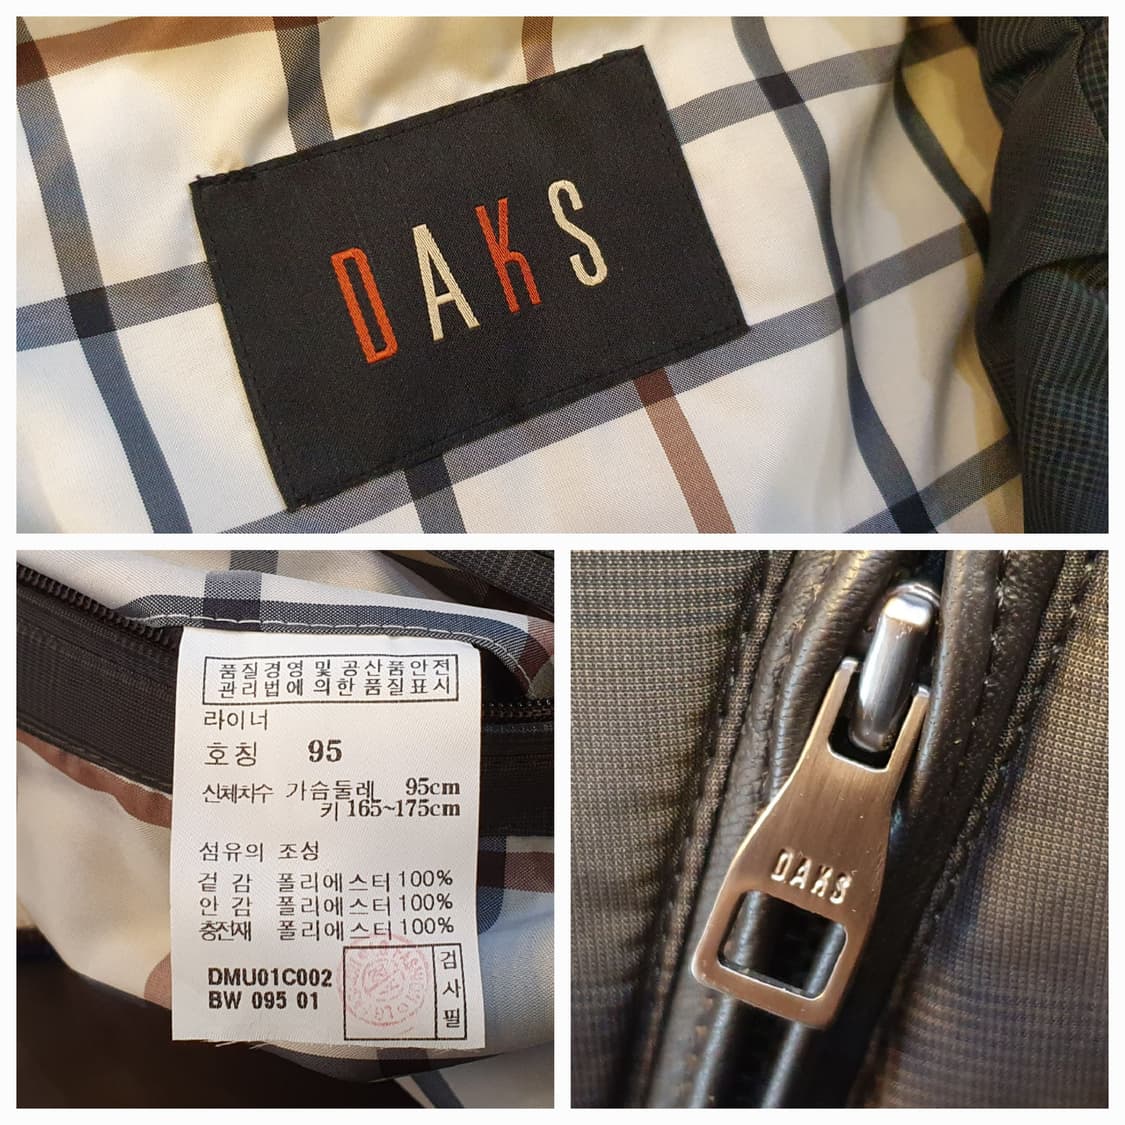 DAKS
품질경영 및 공산품안전
관리법에 의한 품질표시
라이너
호칭 95
신체치수 가슴둘레 95cm
키 165~175cm
섬유의 조성
겉 감 폴리에스터 100%
안 감 폴리에스터 100%
충전재 폴리에스터 100%
DMU01C002
BW 095 01
검
사
필
DAKS